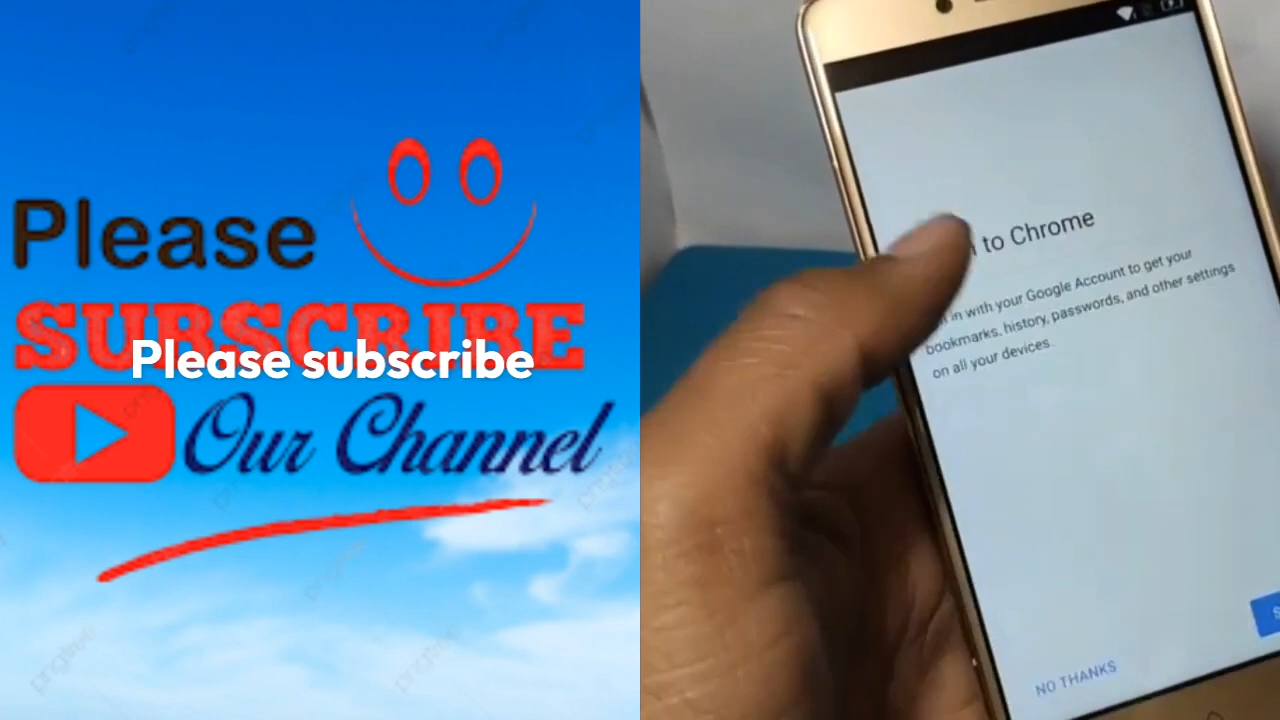 Please
SUBSCRIBE
Please subscribe
Our Channel
to Chrome
in with your Google Account to get your
bookmarks, history, passwords, and other settings
on all your devices.
NO THANKS